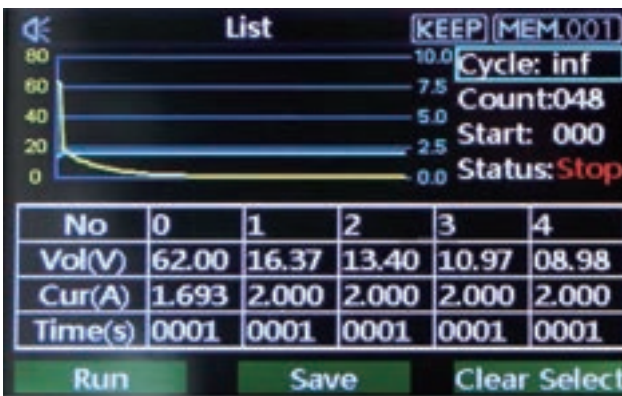 List KEEP MEM.001
80 10.0 Cycle: inf
60 7.5 Count:048
40 5.0 Start: 000
20 2.5 Status:Stop
0 0.0
No 0 1 2 3 4
Vol(V) 62.00 16.37 13.40 10.97 08.98
Cur(A) 1.693 2.000 2.000 2.000 2.000
Time(s) 0001 0001 0001 0001 0001
Run Save Clear Select